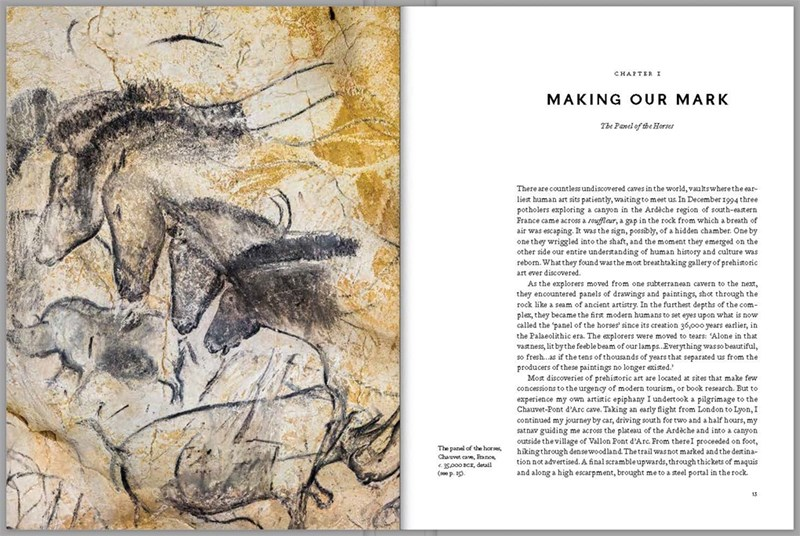 CHAPTER I
MAKING OUR MARK
The Panel of the Horses
There are countless undiscovered caves in the world, vaults where the ear-
liest human art sits patiently, waiting to meet us. In December 1994 three
potholers exploring a canyon in the Ardèche region of south-eastern
France came across a souffleur, a gap in the rock from which a breath of
air was escaping. It was the sign, possibly, of a hidden chamber. One by
one they wriggled into the shaft, and the moment they emerged on the
other side our entire understanding of human history and culture was
reborn. What they found was the most breathtaking gallery of prehistoric
art ever discovered.
As the explorers moved from one subterranean cavern to the next,
they encountered panels of drawings and paintings, shot through the
rock like a seam of ancient artistry. In the furthest depths of the com-
plex, they became the first modern humans to set eyes upon what is now
called the ‘panel of the horses’ since its creation 36,000 years earlier, in
the Palaeolithic era. The explorers were moved to tears: ‘Alone in that
vastness, lit by the feeble beam of our lamps...Everything was so beautiful,
so fresh...as if the tens of thousands of years that separated us from the
producers of these paintings no longer existed.’
Most discoveries of prehistoric art are located at sites that make few
concessions to the urgency of modern tourism, or book research. But to
experience my own artistic epiphany I undertook a pilgrimage to the
Chauvet-Pont d’Arc cave. Taking an early flight from London to Lyon, I
continued my journey by car, driving south for two and a half hours, my
satnav guiding me across the plateau of the Ardèche and into a canyon
outside the village of Vallon Pont d’Arc. From there I proceeded on foot,
hiking through dense woodland. The trail was not marked and the destina-
tion not advertised. A final scramble upwards, through thickets of maquis
and along a high escarpment, brought me to a steel portal in the rock.
The panel of the horses,
Chauvet cave, France,
c. 35,000 BCE, detail
(see p. 15).
13